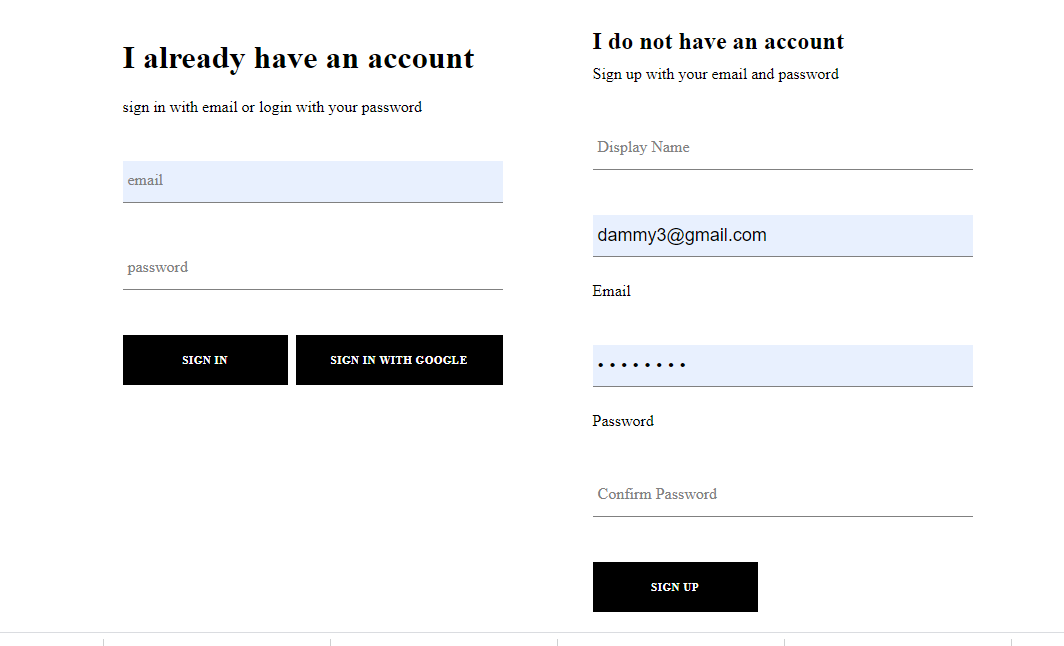 I already have an account
sign in with email or login with your password
email
password
SIGN IN
SIGN IN WITH GOOGLE
I do not have an account
Sign up with your email and password
Display Name
dammy3@gmail.com
Email
••••••••
Password
Confirm Password
SIGN UP